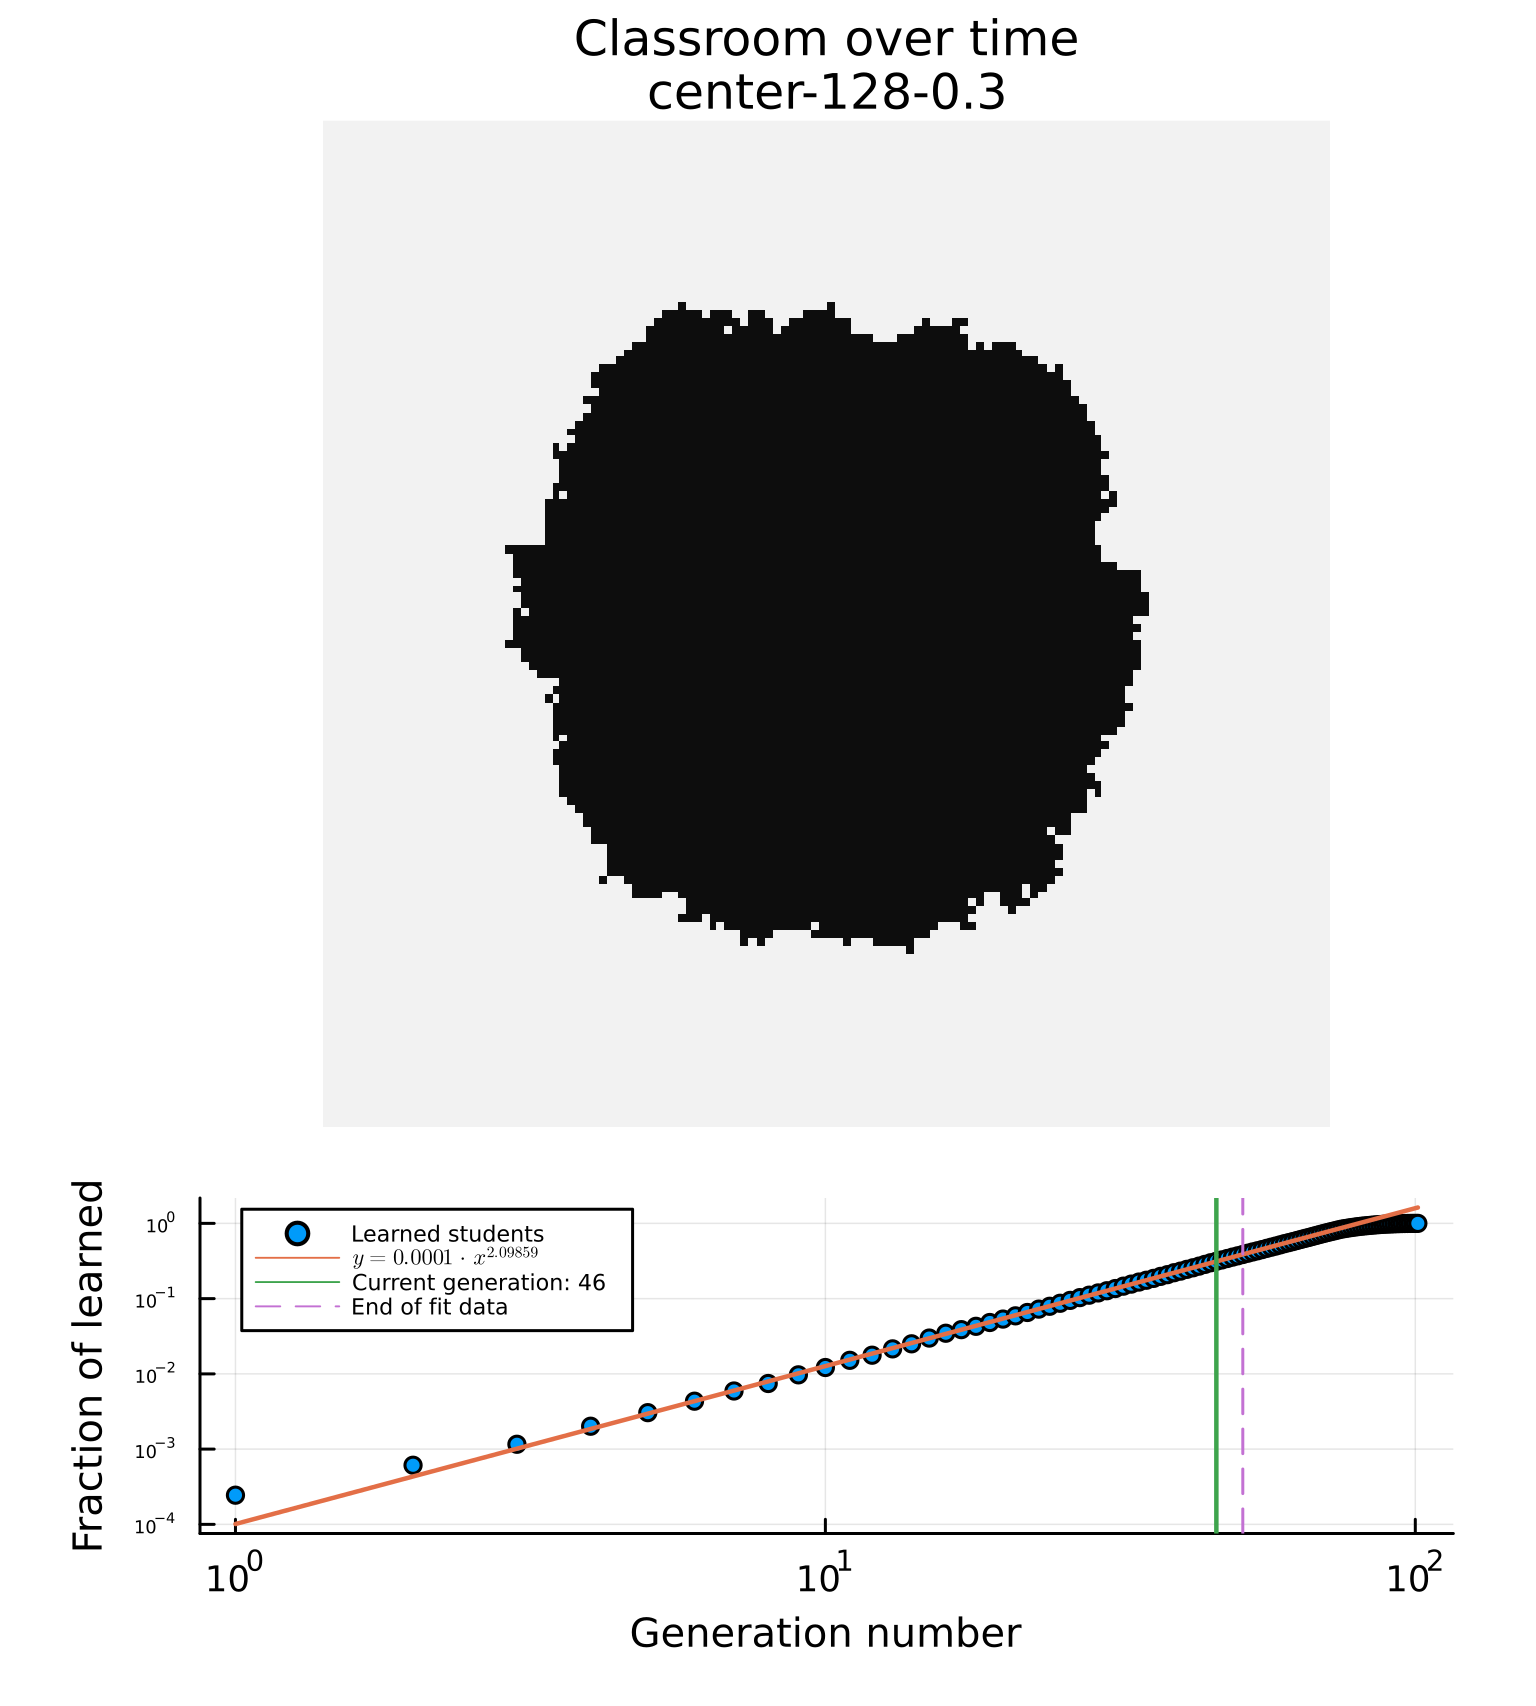 Classroom over time
center-128-0.3
Fraction of learned
10^0
10^-1
10^-2
10^-3
10^-4
Learned students
y = 0.0001 · x^2.09859
Current generation: 46
End of fit data
10^0 10^1 10^2
Generation number